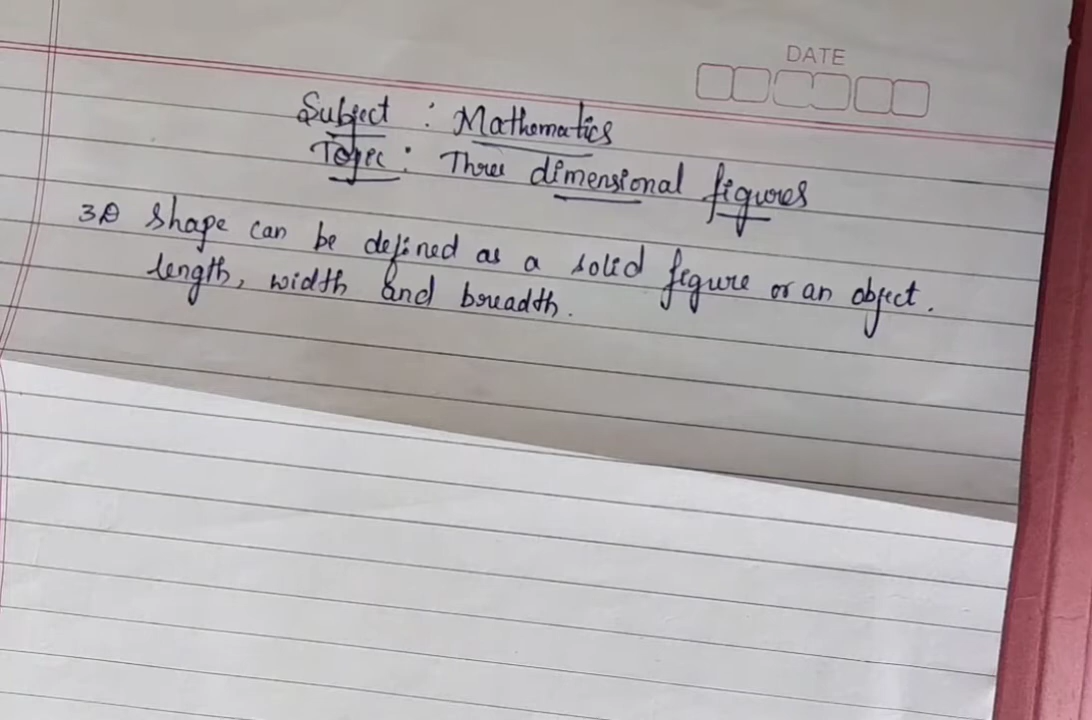 DATE
Subject : Mathematics
Topic : Three dimensional figures
3D shape can be defined as a solid figure or an object.
length, width and breadth.